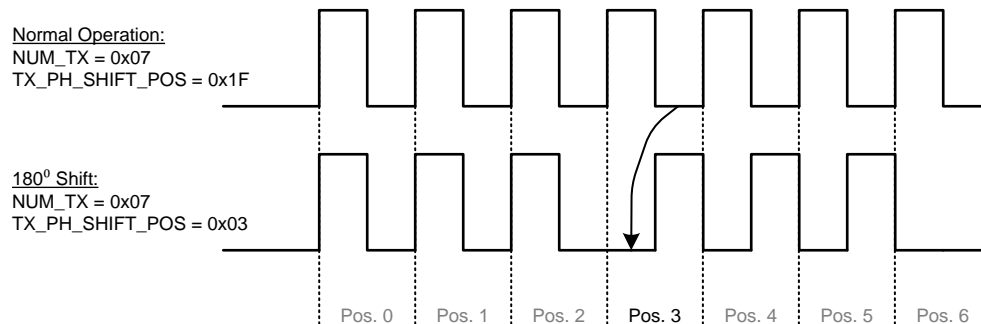 Normal Operation:
NUM_TX = 0x07
TX_PH_SHIFT_POS = 0x1F
180⁰ Shift:
NUM_TX = 0x07
TX_PH_SHIFT_POS = 0x03
Pos. 0 Pos. 1 Pos. 2 Pos. 3 Pos. 4 Pos. 5 Pos. 6